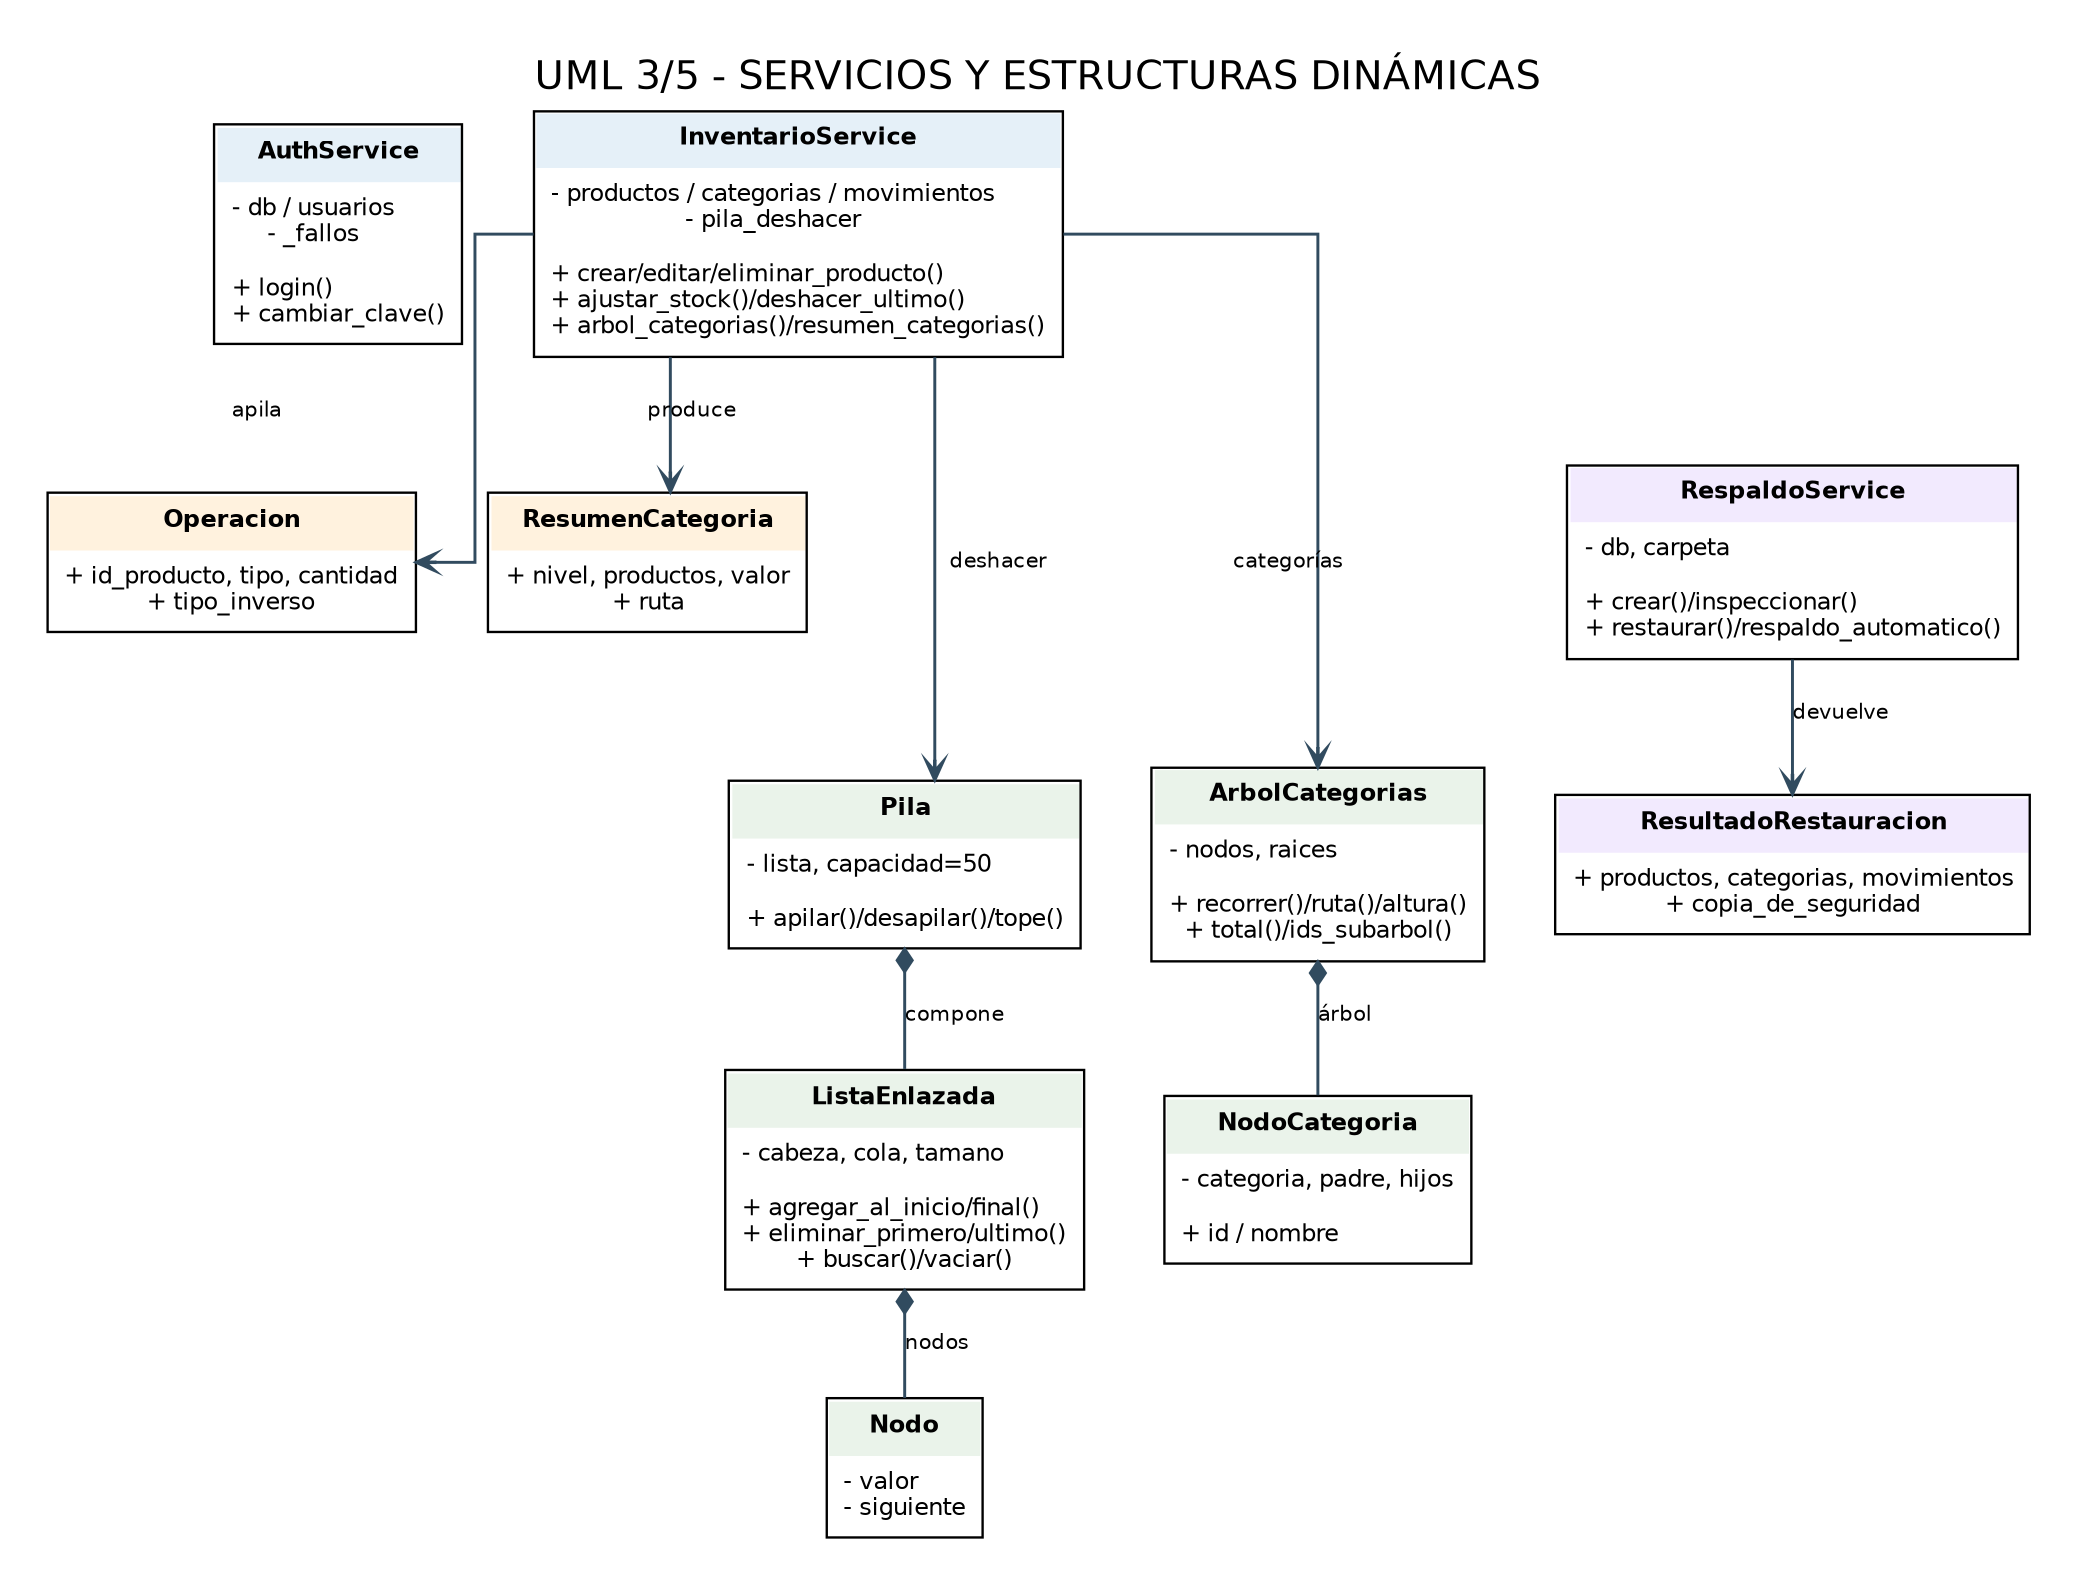 UML 3/5 - SERVICIOS Y ESTRUCTURAS DINÁMICAS
AuthService
- db / usuarios
- _fallos
+ login()
+ cambiar_clave()
InventarioService
- productos / categorias / movimientos
- pila_deshacer
+ crear/editar/eliminar_producto()
+ ajustar_stock()/deshacer_ultimo()
+ arbol_categorias()/resumen_categorias()
apila
produce
deshacer
categorías
Operacion
+ id_producto, tipo, cantidad
+ tipo_inverso
ResumenCategoria
+ nivel, productos, valor
+ ruta
RespaldoService
- db, carpeta
+ crear()/inspeccionar()
+ restaurar()/respaldo_automatico()
devuelve
Pila
- lista, capacidad=50
+ apilar()/desapilar()/tope()
ArbolCategorias
- nodos, raices
+ recorrer()/ruta()/altura()
+ total()/ids_subarbol()
ResultadoRestauracion
+ productos, categorias, movimientos
+ copia_de_seguridad
compone
árbol
ListaEnlazada
- cabeza, cola, tamano
+ agregar_al_inicio/final()
+ eliminar_primero/ultimo()
+ buscar()/vaciar()
NodoCategoria
- categoria, padre, hijos
+ id / nombre
nodos
Nodo
- valor
- siguiente